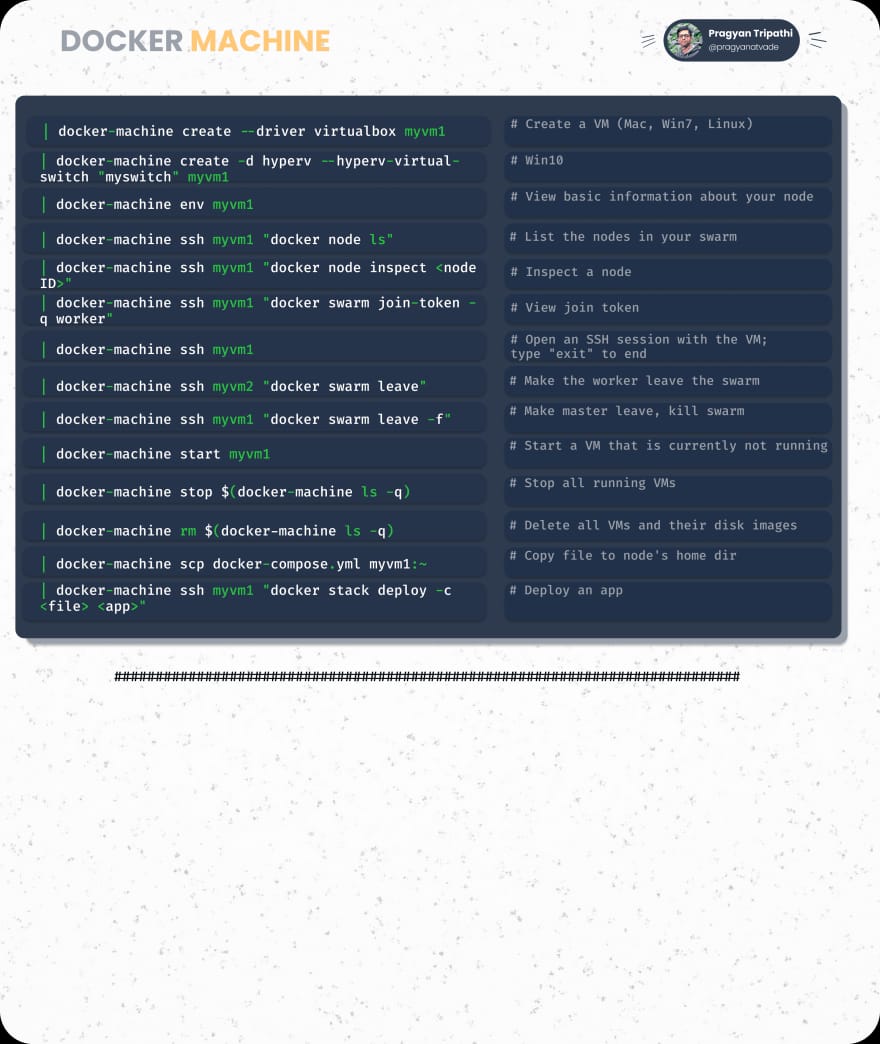 DOCKER MACHINE
Pragyan Tripathi
@pragyanatvade
| docker-machine create --driver virtualbox myvm1
# Create a VM (Mac, Win7, Linux)
| docker-machine create -d hyperv --hyperv-virtual-
switch "myswitch" myvm1
# Win10
| docker-machine env myvm1
# View basic information about your node
| docker-machine ssh myvm1 "docker node ls"
# List the nodes in your swarm
| docker-machine ssh myvm1 "docker node inspect <node
ID>"
# Inspect a node
| docker-machine ssh myvm1 "docker swarm join-token -
q worker"
# View join token
| docker-machine ssh myvm1
# Open an SSH session with the VM;
type "exit" to end
| docker-machine ssh myvm2 "docker swarm leave"
# Make the worker leave the swarm
| docker-machine ssh myvm1 "docker swarm leave -f"
# Make master leave, kill swarm
| docker-machine start myvm1
# Start a VM that is currently not running
| docker-machine stop $(docker-machine ls -q)
# Stop all running VMs
| docker-machine rm $(docker-machine ls -q)
# Delete all VMs and their disk images
| docker-machine scp docker-compose.yml myvm1:~
# Copy file to node's home dir
| docker-machine ssh myvm1 "docker stack deploy -c
<file> <app>"
# Deploy an app
############################################################################